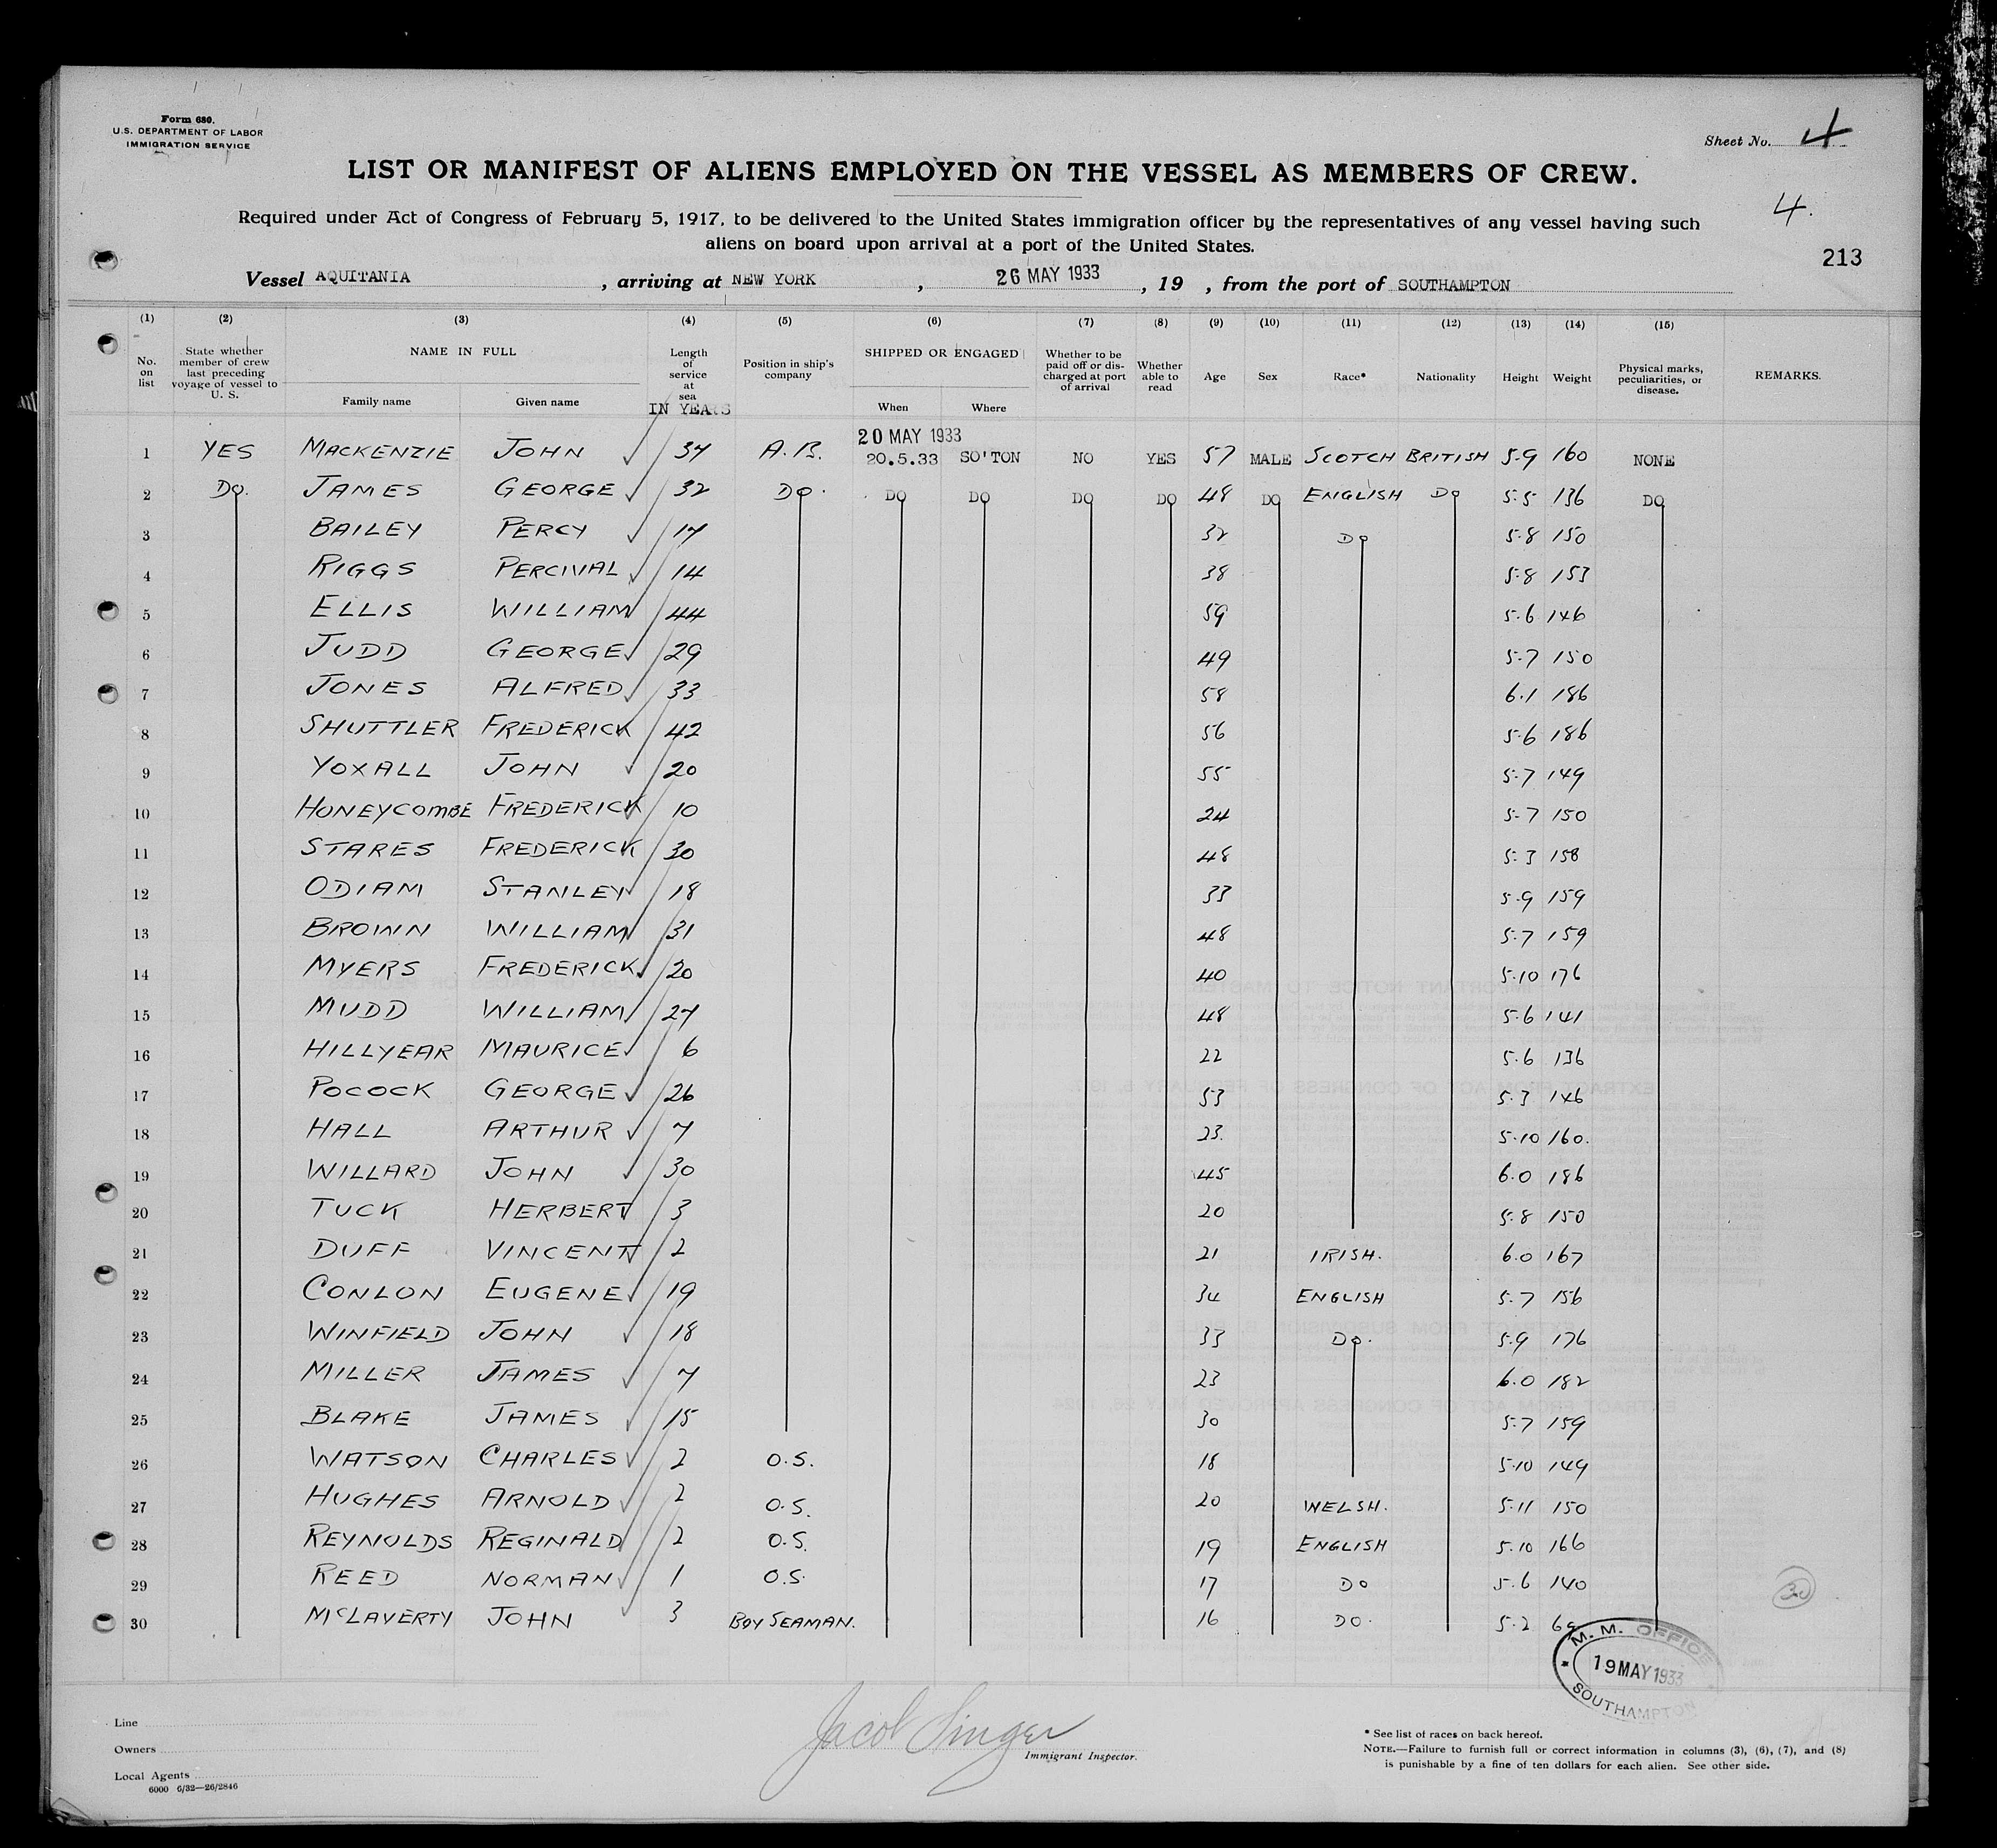 Form 680.
U.S. DEPARTMENT OF LABOR
IMMIGRATION SERVICE
Sheet No. 4
LIST OR MANIFEST OF ALIENS EMPLOYED ON THE VESSEL AS MEMBERS OF CREW.
4.
Required under Act of Congress of February 5, 1917, to be delivered to the United States immigration officer by the representatives of any vessel having such
aliens on board upon arrival at a port of the United States.
213
Vessel AQUITANIA, arriving at NEW YORK, 26 MAY 1933, 19 , from the port of SOUTHAMPTON
(1) (2) (3) (4) (5) (6) (7) (8) (9) (10) (11) (12) (13) (14) (15)
No. on list State whether member of crew last preceding voyage of vessel to U. S. NAME IN FULL Family name Given name Length of service at sea IN YEARS Position in ship's company SHIPPED OR ENGAGED When Where Whether to be paid off or discharged at port of arrival Whether able to read Age Sex Race* Nationality Height Weight Physical marks, peculiarities, or disease. REMARKS.
20 MAY 1933
1 YES MACKENZIE JOHN 34 A.B. 20.5.33 SO'TON NO YES 57 MALE SCOTCH BRITISH 5.9 160 NONE
2 DO. JAMES GEORGE 32 DO. DO DO DO DO 48 DO ENGLISH DO 5.5 136 DO
3 BAILEY PERCY 17 32 DO 5.8 150
4 RIGGS PERCIVAL 14 38 5.8 153
5 ELLIS WILLIAM 44 59 5.6 146
6 JUDD GEORGE 29 49 5.7 150
7 JONES ALFRED 33 58 6.1 186
8 SHUTTLER FREDERICK 42 56 5.6 186
9 YOXALL JOHN 20 55 5.7 149
10 HONEYCOMBE FREDERICK 10 24 5.7 150
11 STARES FREDERICK 30 48 5.3 158
12 ODIAM STANLEY 18 33 5.9 159
13 BROWN WILLIAM 31 48 5.7 159
14 MYERS FREDERICK 20 40 5.10 176
15 MUDD WILLIAM 27 48 5.6 141
16 HILLYEAR MAURICE 6 22 5.6 136
17 POCOCK GEORGE 26 53 5.3 146
18 HALL ARTHUR 7 23. 5.10 160.
19 WILLARD JOHN 30 45 6.0 186
20 TUCK HERBERT 3 20 5.8 150
21 DUFF VINCENT 2 21 IRISH. 6.0 167
22 CONLON EUGENE 19 34 ENGLISH 5.7 156
23 WINFIELD JOHN 18 33 DO. 5.9 176
24 MILLER JAMES 7 23 6.0 182
25 BLAKE JAMES 15 30 5.7 159
26 WATSON CHARLES 2 O.S. 18 5.10 149
27 HUGHES ARNOLD 2 O.S. 20 WELSH. 5.11 150
28 REYNOLDS REGINALD 2 O.S. 19 ENGLISH 5.10 166
29 REED NORMAN 1 O.S. 17 DO 5.6 140
30
30 McLAVERTY JOHN 3 BOY SEAMAN. 16 DO. 5.2
M. M. OFFICE
19 MAY 1933
SOUTHAMPTON
Jacob Singer
Immigrant Inspector.
Line
Owners
Local Agents
6000 6/32—26/2846
* See list of races on back hereof.
NOTE.—Failure to furnish full or correct information in columns (3), (6), (7), and (8)
is punishable by a fine of ten dollars for each alien. See other side.